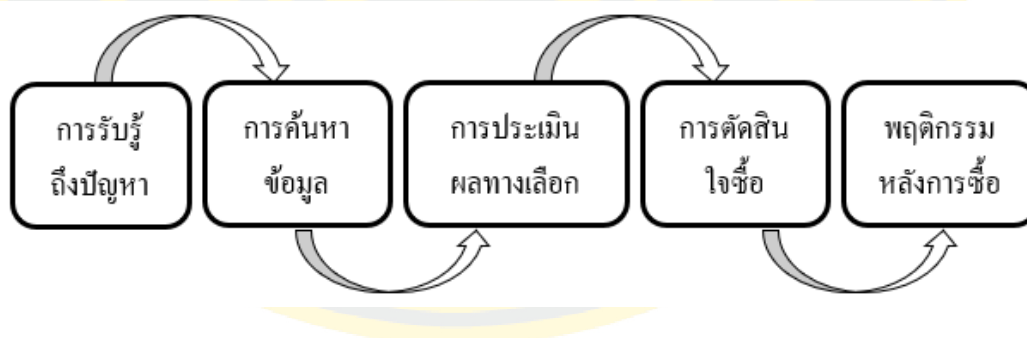 การรับรู้
ถึงปัญหา
การค้นหา
ข้อมูล
การประเมิน
ผลทางเลือก
การตัดสิน
ใจซื้อ
พฤติกรรม
หลังการซื้อ